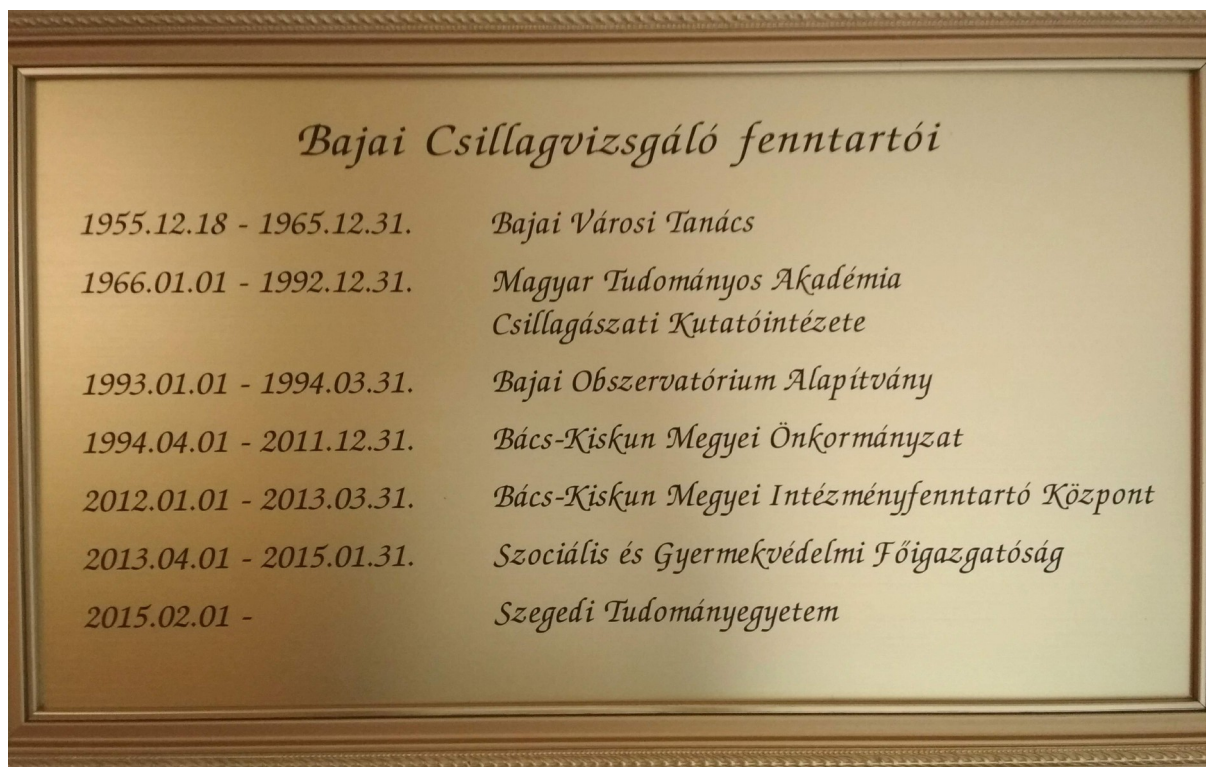 Bajai Csillagvizsgáló fenntartói
1955.12.18 - 1965.12.31. Bajai Városi Tanács
1966.01.01 - 1992.12.31. Magyar Tudományos Akadémia
Csillagászati Kutatóintézete
1993.01.01 - 1994.03.31. Bajai Obszervatórium Alapítvány
1994.04.01 - 2011.12.31. Bács-Kiskun Megyei Önkormányzat
2012.01.01 - 2013.03.31. Bács-Kiskun Megyei Intézményfenntartó Központ
2013.04.01 - 2015.01.31. Szociális és Gyermekvédelmi Főigazgatóság
2015.02.01 - Szegedi Tudományegyetem